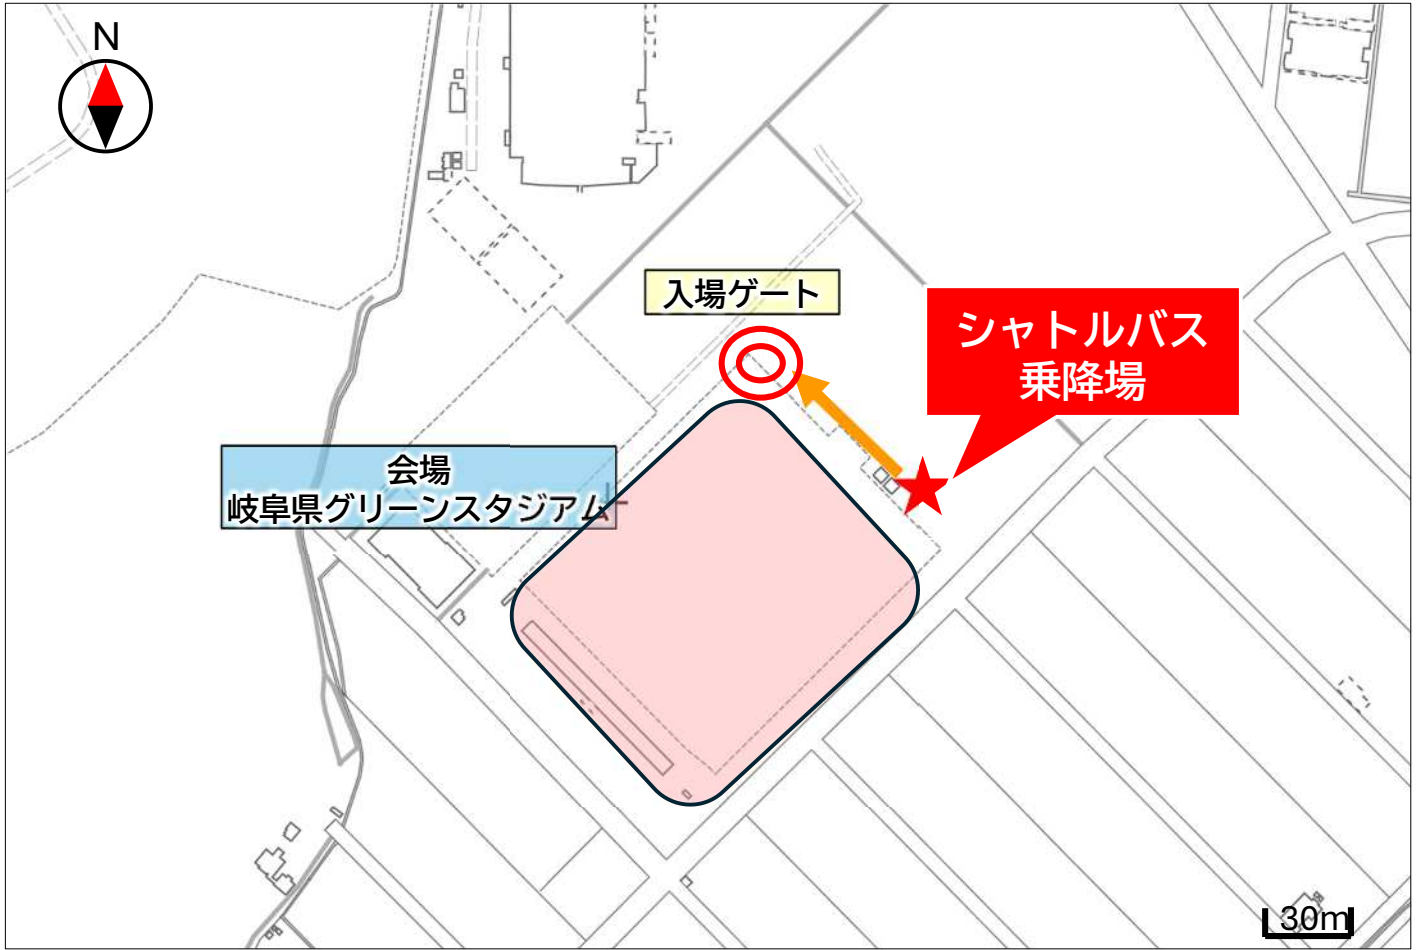 N
入場ゲート
シャトルバス
乗降場
会場
岐阜県グリーンスタジアム
30m